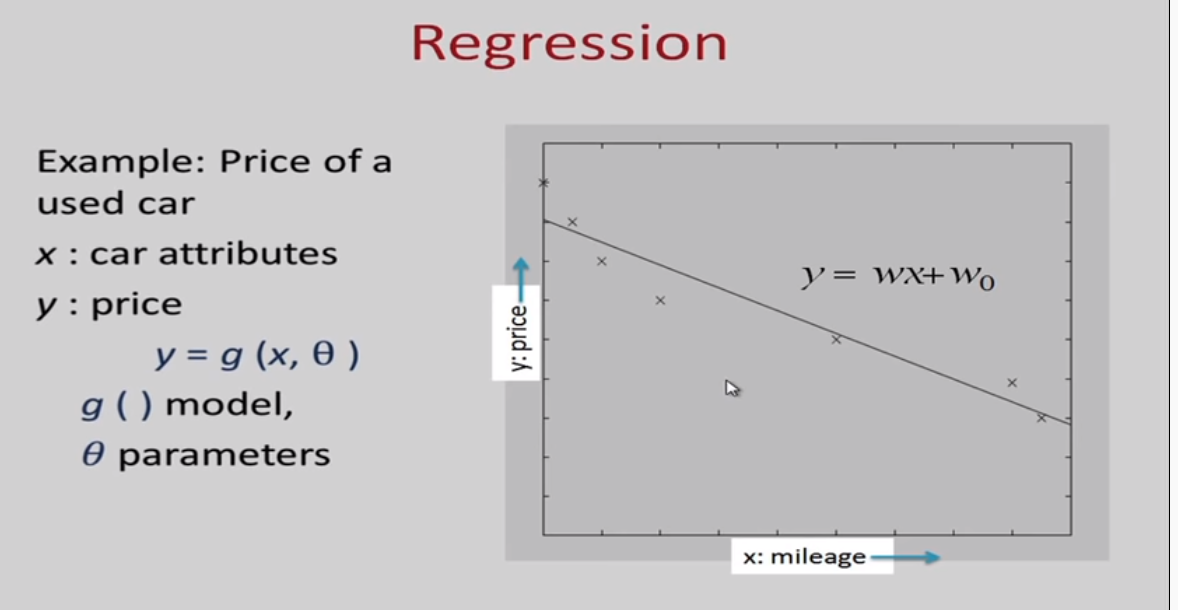 Regression
Example: Price of a
used car
x : car attributes
y : price
y = g (x, θ )
g ( ) model,
θ parameters
y: price
y = wx+w₀
x: mileage